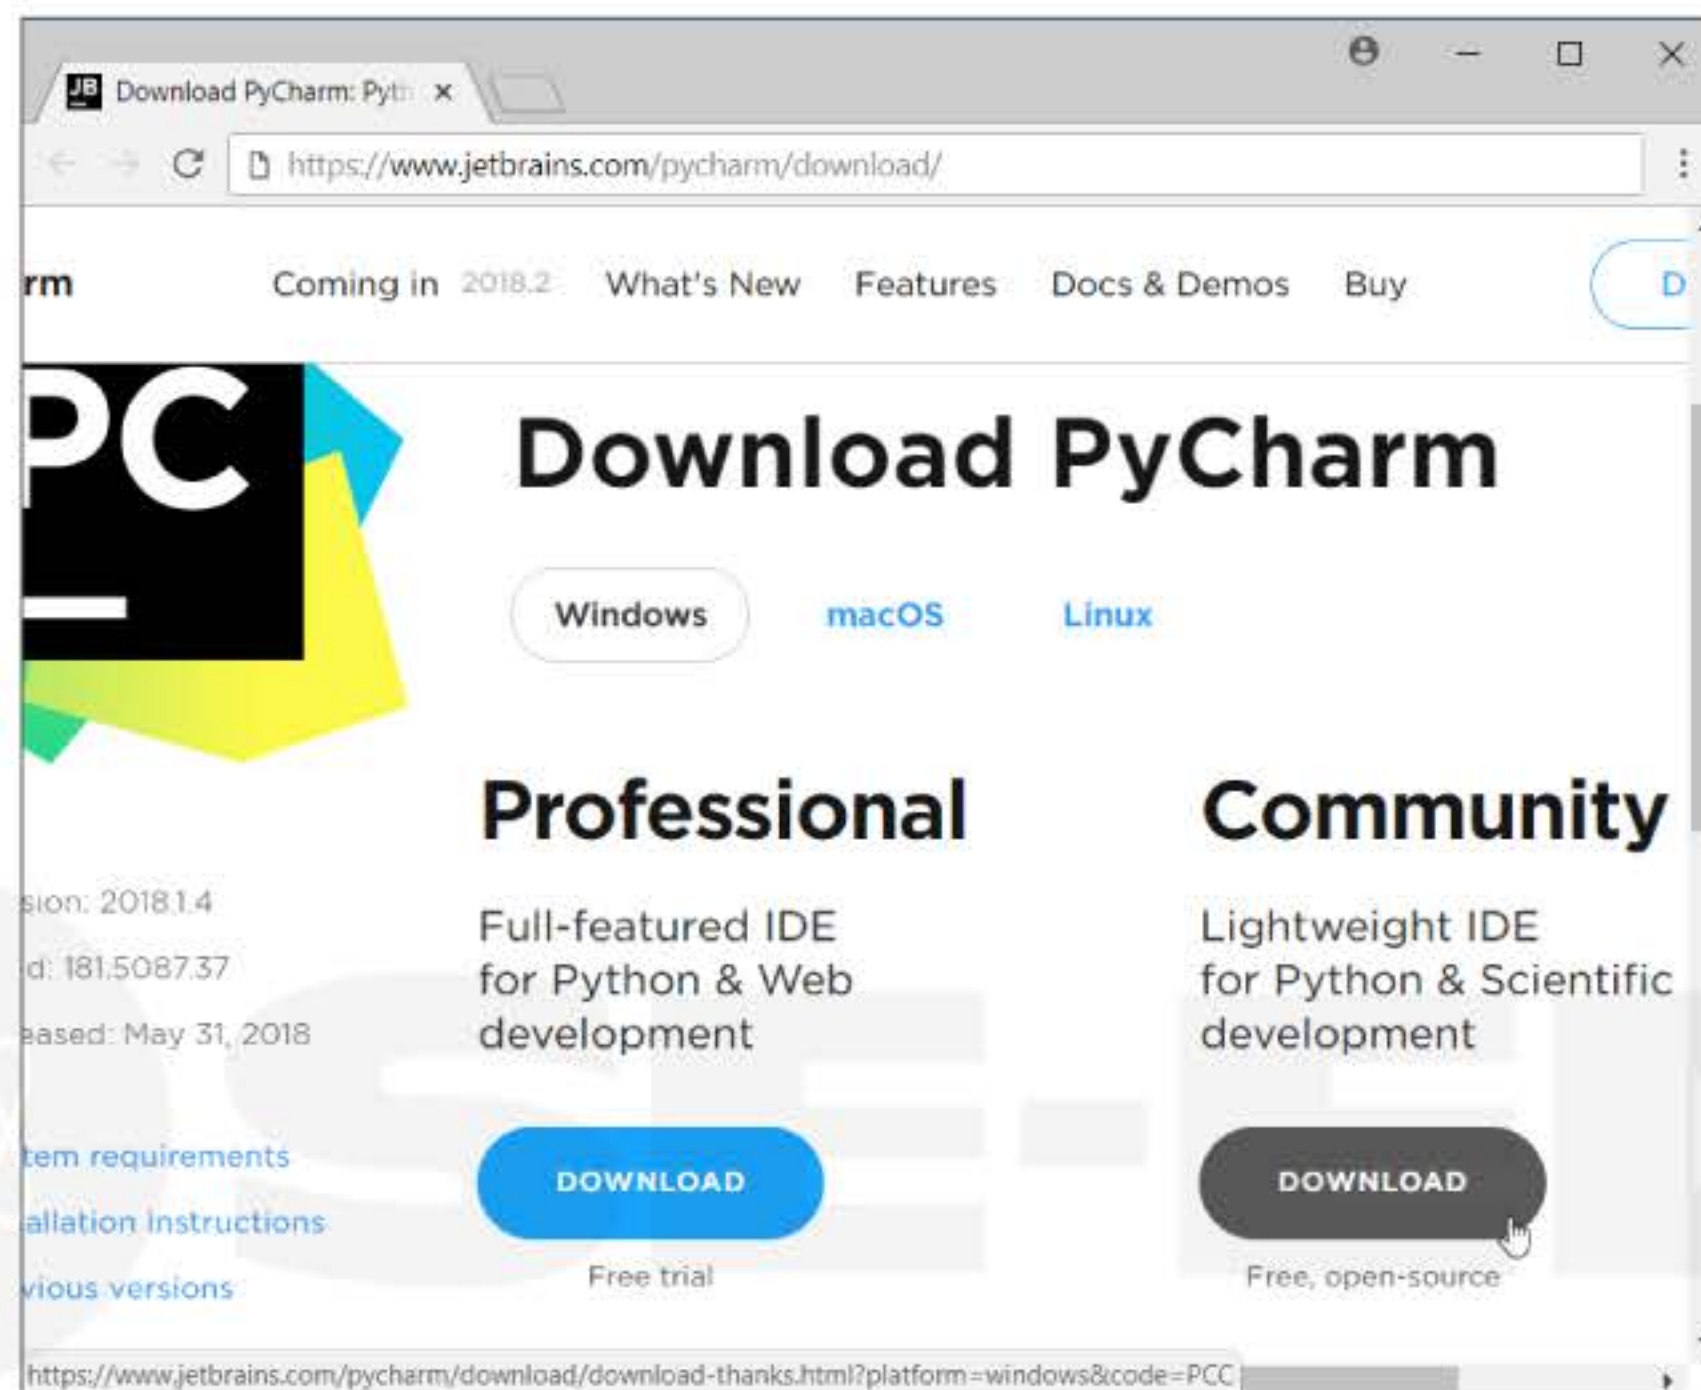 JB Download PyCharm: Pyth
https://www.jetbrains.com/pycharm/download/
rm Coming in 2018.2 What's New Features Docs & Demos Buy D
PC
Download PyCharm
Windows macOS Linux
Professional
Full-featured IDE
for Python & Web
development
DOWNLOAD
Free trial
Community
Lightweight IDE
for Python & Scientific
development
DOWNLOAD
Free, open-source
sion: 2018.1.4
d: 181.5087.37
eased: May 31, 2018
tem requirements
allation Instructions
vious versions
https://www.jetbrains.com/pycharm/download/download-thanks.html?platform=windows&code=PCC